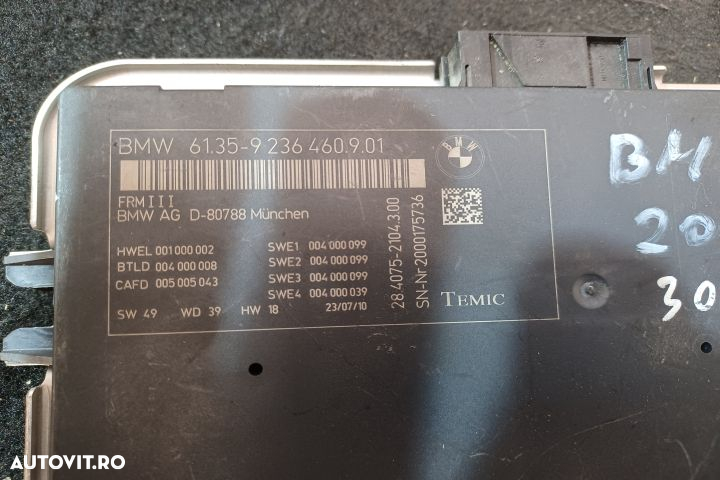 BMW 61.35-9 236 460 9.01
BMW
FRM III
BMW AG D-80788 München
HWEL 001 000 002
BTLD 004 000 008
CAFD 005 005 043
SWE1 004 000 099
SWE2 004 000 099
SWE3 004 000 099
SWE4 004 000 039
SW 49 WD 39 HW 18 23/07/10
28.4075-2104.3.00
SN-Nr 2000175736
TEMIC
BM
20
30
AUTOVIT.RO